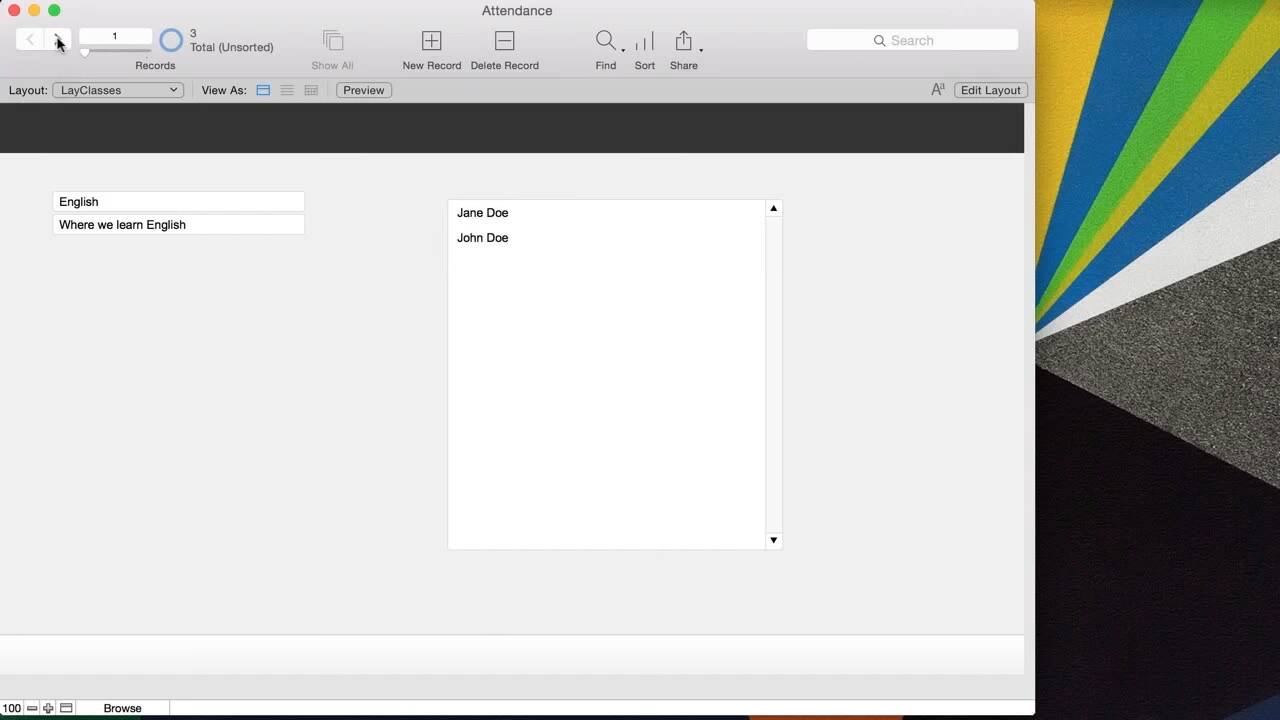 Attendance
1
3
Total (Unsorted)
Search
Records
Show All
New Record
Delete Record
Find
Sort
Share
Layout: LayClasses
View As:
Preview
Aa
Edit Layout
English
Where we learn English
Jane Doe
John Doe
100
Browse